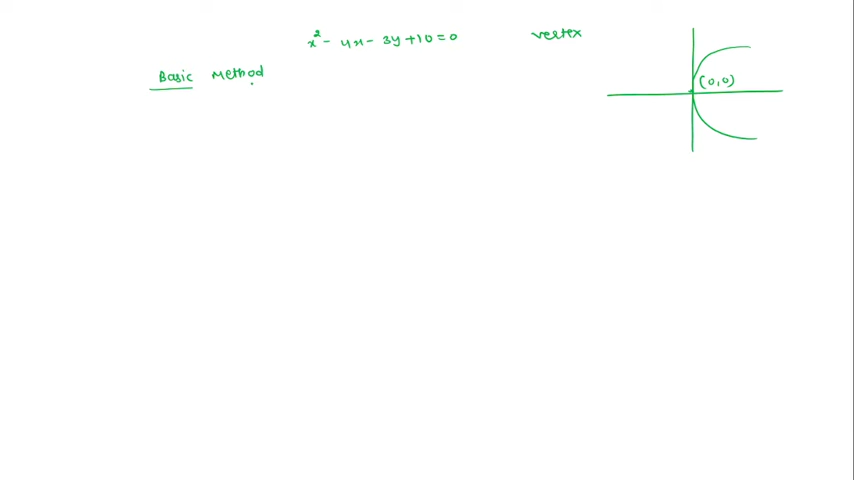 x² - 4x - 3y + 10 = 0 vertex
(0,0)
Basic Method